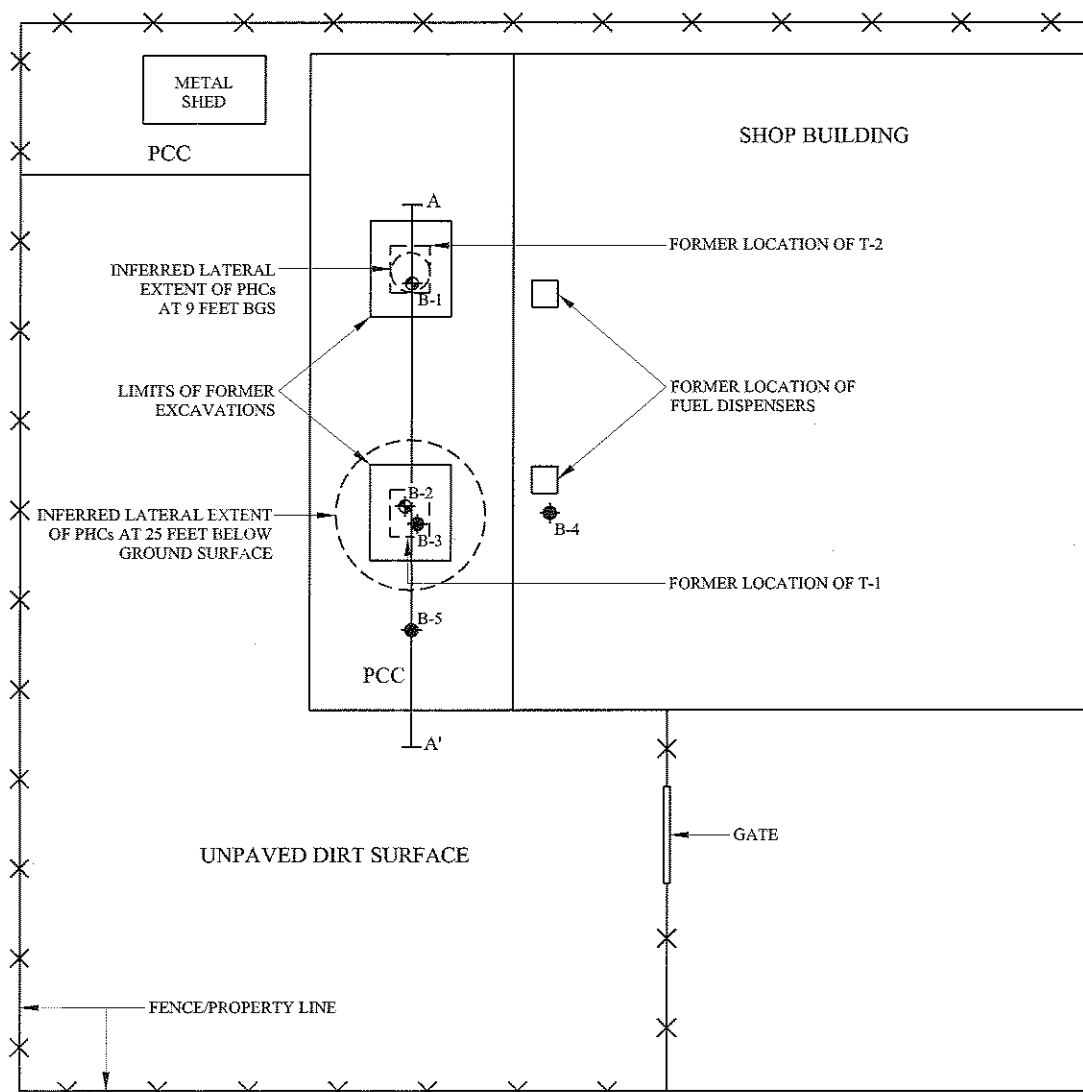 METAL
SHED
PCC
SHOP BUILDING
A
FORMER LOCATION OF T-2
INFERRED LATERAL
EXTENT OF PHCs
AT 9 FEET BGS
B-1
LIMITS OF FORMER
EXCAVATIONS
FORMER LOCATION OF
FUEL DISPENSERS
B-2
INFERRED LATERAL EXTENT
OF PHCs AT 25 FEET BELOW
GROUND SURFACE
B-3
B-4
FORMER LOCATION OF T-1
B-5
PCC
A'
GATE
UNPAVED DIRT SURFACE
FENCE/PROPERTY LINE